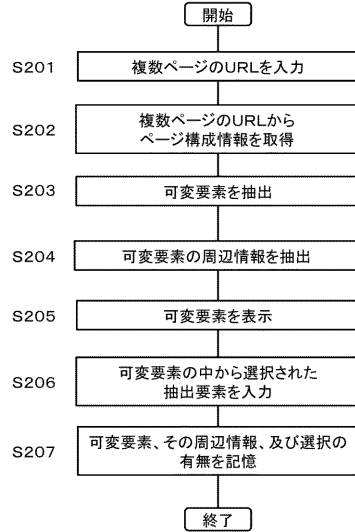 開始
S201
複数ページのURLを入力
S202
複数ページのURLから
ページ構成情報を取得
S203
可変要素を抽出
S204
可変要素の周辺情報を抽出
S205
可変要素を表示
S206
可変要素の中から選択された
抽出要素を入力
S207
可変要素、その周辺情報、及び選択の
有無を記憶
終了